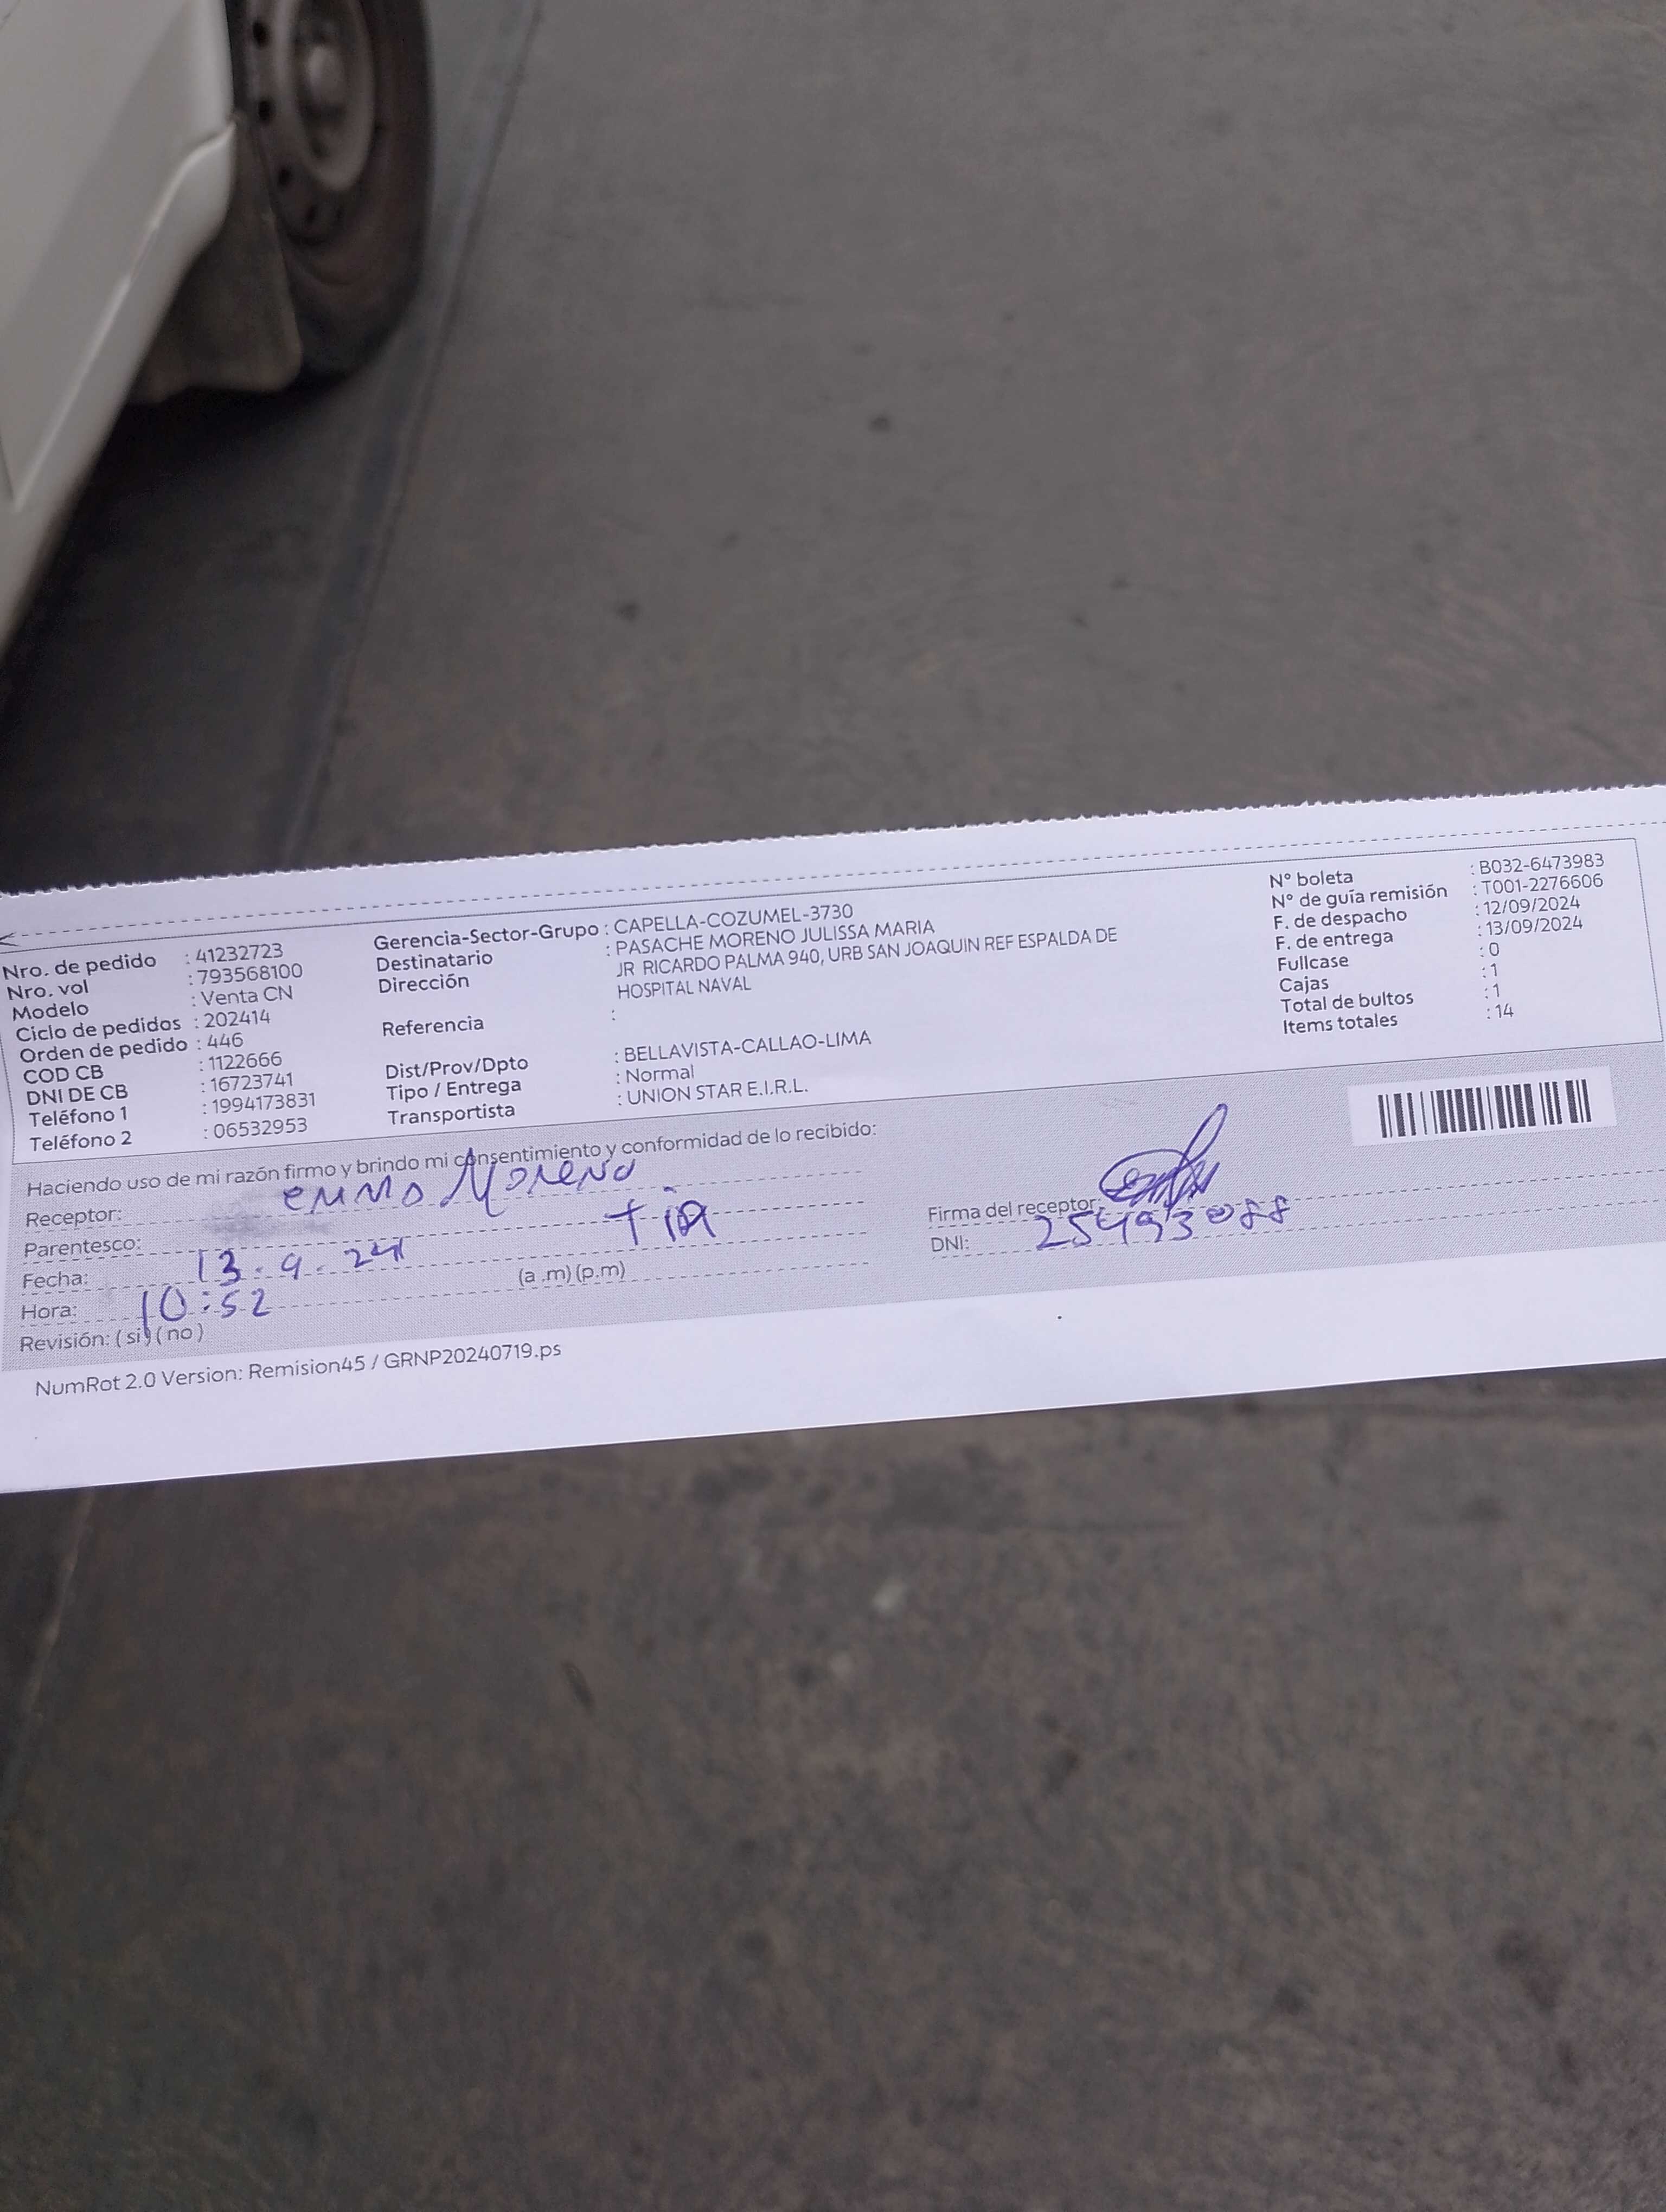 Nro. de pedido : 41232723
Nro. vol : 793568100
Modelo : Venta CN
Ciclo de pedidos : 202414
Orden de pedido : 446
COD CB : 1122666
DNI DE CB : 16723741
Teléfono 1 : 1994173831
Teléfono 2 : 06532953
Gerencia-Sector-Grupo : CAPELLA-COZUMEL-3730
Destinatario : PASACHE MORENO JULISSA MARIA
Dirección JR RICARDO PALMA 940, URB SAN JOAQUIN REF ESPALDA DE
HOSPITAL NAVAL
Referencia :
Dist/Prov/Dpto : BELLAVISTA-CALLAO-LIMA
Tipo / Entrega : Normal
Transportista : UNION STAR E.I.R.L.
N° boleta : B032-6473983
N° de guía remisión : T001-2276606
F. de despacho : 12/09/2024
F. de entrega : 13/09/2024
Fullcase : 0
Cajas : 1
Total de bultos : 1
Items totales : 14
Haciendo uso de mi razón firmo y brindo mi consentimiento y conformidad de lo recibido:
Receptor: Moreno
Parentesco: tia
Fecha: 13.9.24
Hora: 10:52 (a .m) (p.m)
Revisión: ( si ) ( no )
Firma del receptor:
DNI: 25493088
NumRot 2.0 Version: Remision45 / GRNP20240719.ps